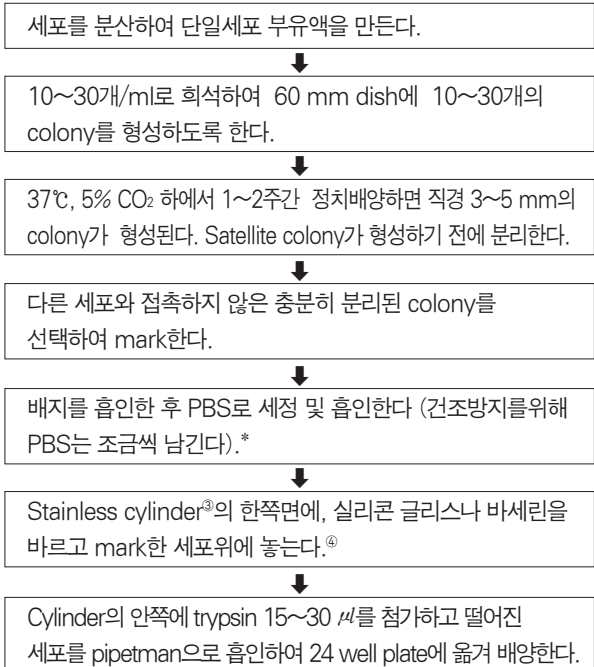 세포를 분산하여 단일세포 부유액을 만든다.
10~30개/ml로 희석하여 60 mm dish에 10~30개의
colony를 형성하도록 한다.
37℃, 5% CO₂ 하에서 1~2주간 정치배양하면 직경 3~5 mm의
colony가 형성된다. Satellite colony가 형성하기 전에 분리한다.
다른 세포와 접촉하지 않은 충분히 분리된 colony를
선택하여 mark한다.
배지를 흡인한 후 PBS로 세정 및 흡인한다 (건조방지를위해
PBS는 조금씩 남긴다).*
Stainless cylinder③의 한쪽면에, 실리콘 글리스나 바세린을
바르고 mark한 세포위에 놓는다.④
Cylinder의 안쪽에 trypsin 15~30 ㎕를 첨가하고 떨어진
세포를 pipetman으로 흡인하여 24 well plate에 옮겨 배양한다.